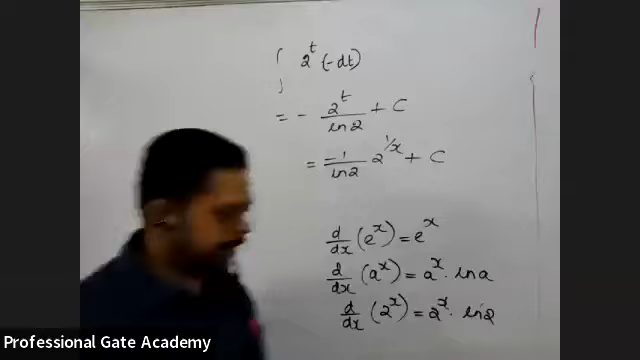 ∫ 2^t (-dt)
= - 2^t / ln2 + C
= -1/ln2 2^(1/x) + C
d/dx (e^x) = e^x
d/dx (a^x) = a^x · ln a
d/dx (2^x) = 2^x · ln2
Professional Gate Academy